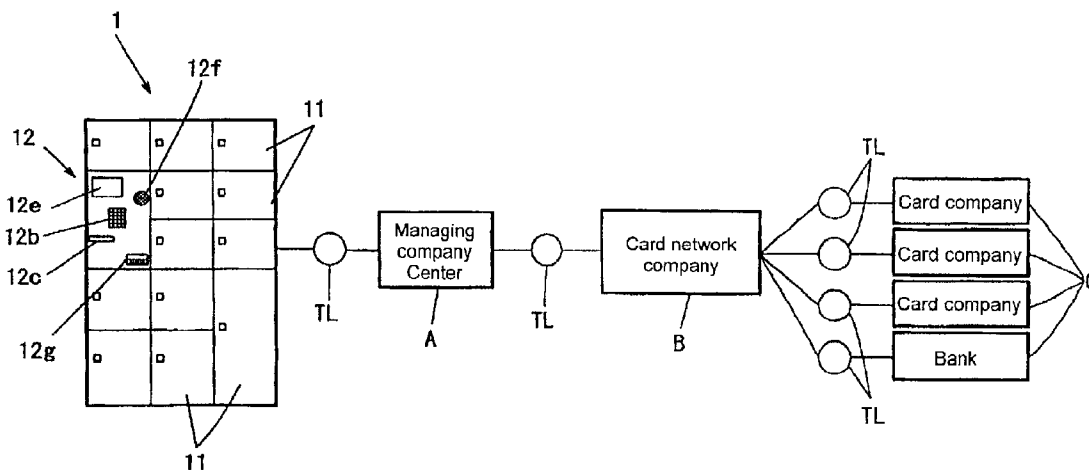 1
12f
11
12
12e
12b
12c
12g
11
TL
Managing
company
Center
A
TL
Card network
company
B
TL
Card company
Card company
Card company
Bank
TL